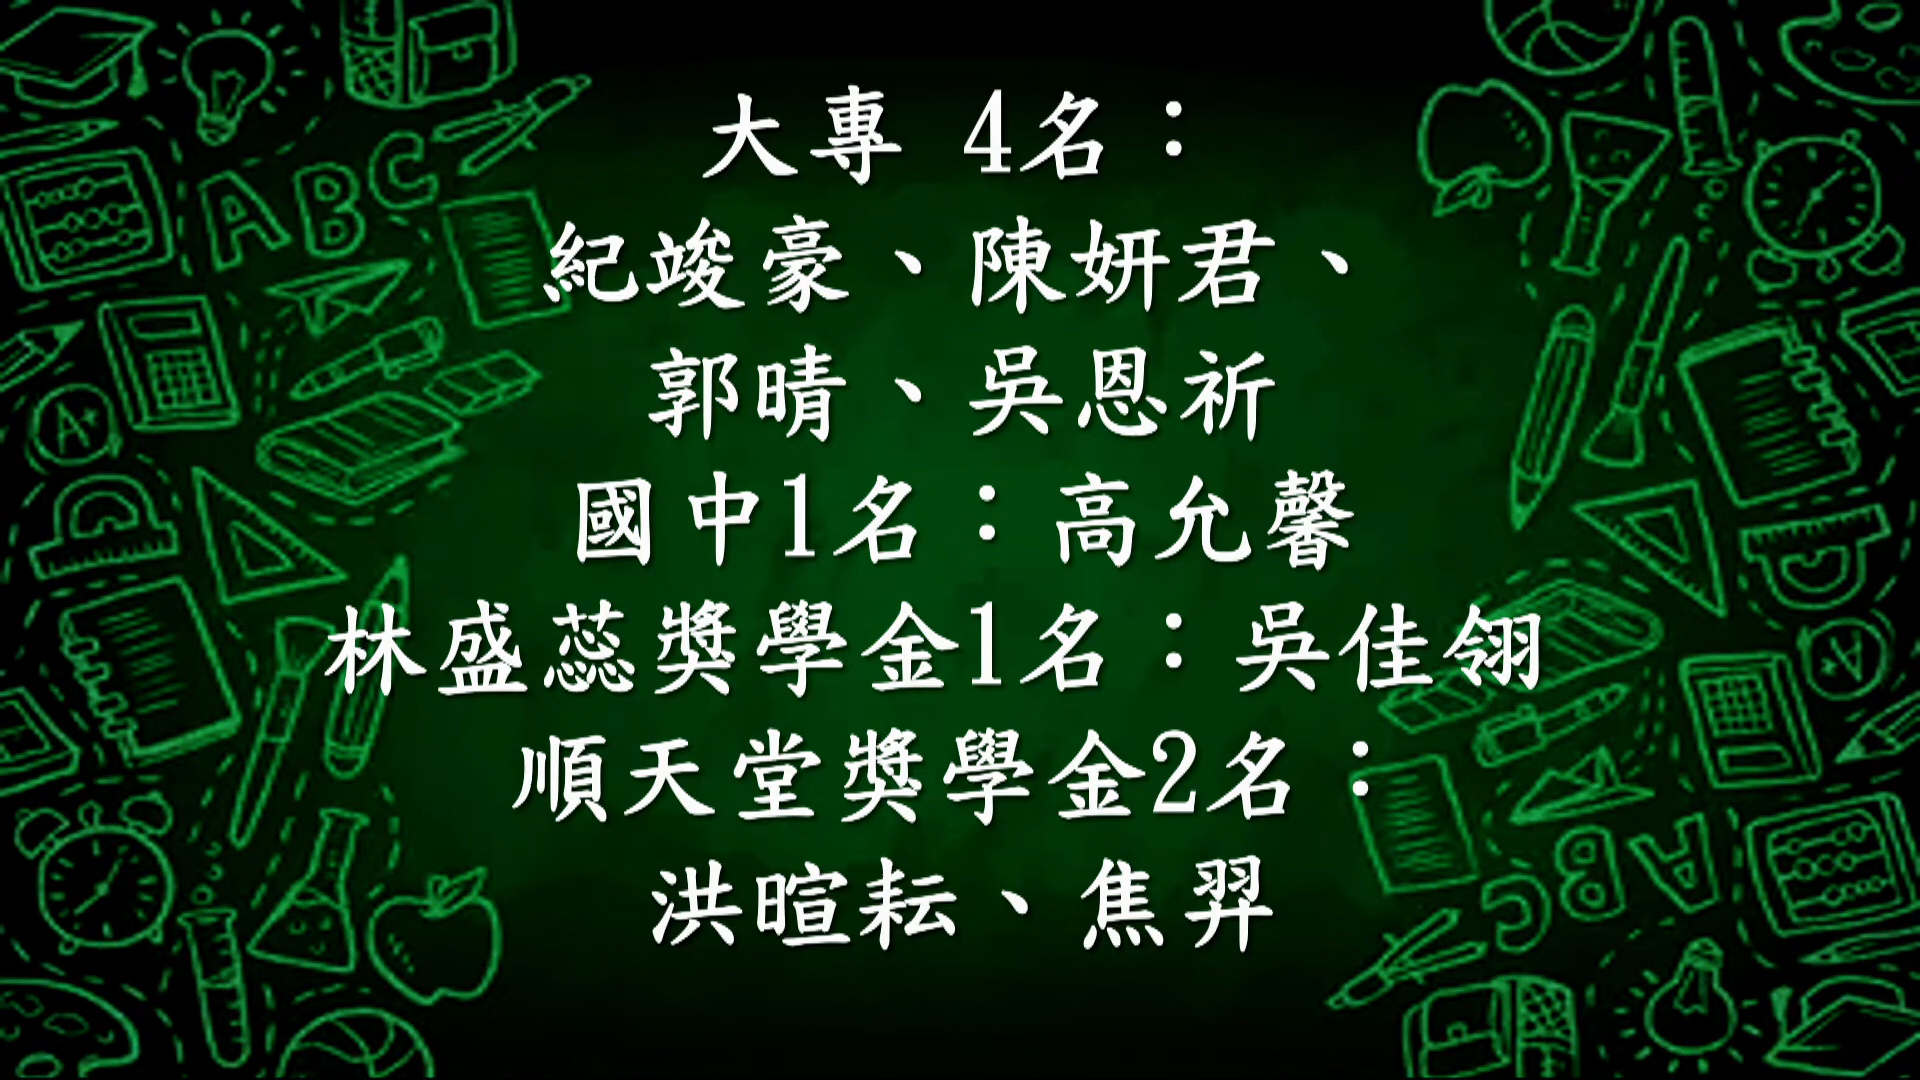 大專 4名：
紀竣豪、陳妍君、
郭晴、吳恩祈
國中1名：高允馨
林盛蕊獎學金1名：吳佳翎
順天堂獎學金2名：
洪暄耘、焦羿
ABC
A+
A+
ABC